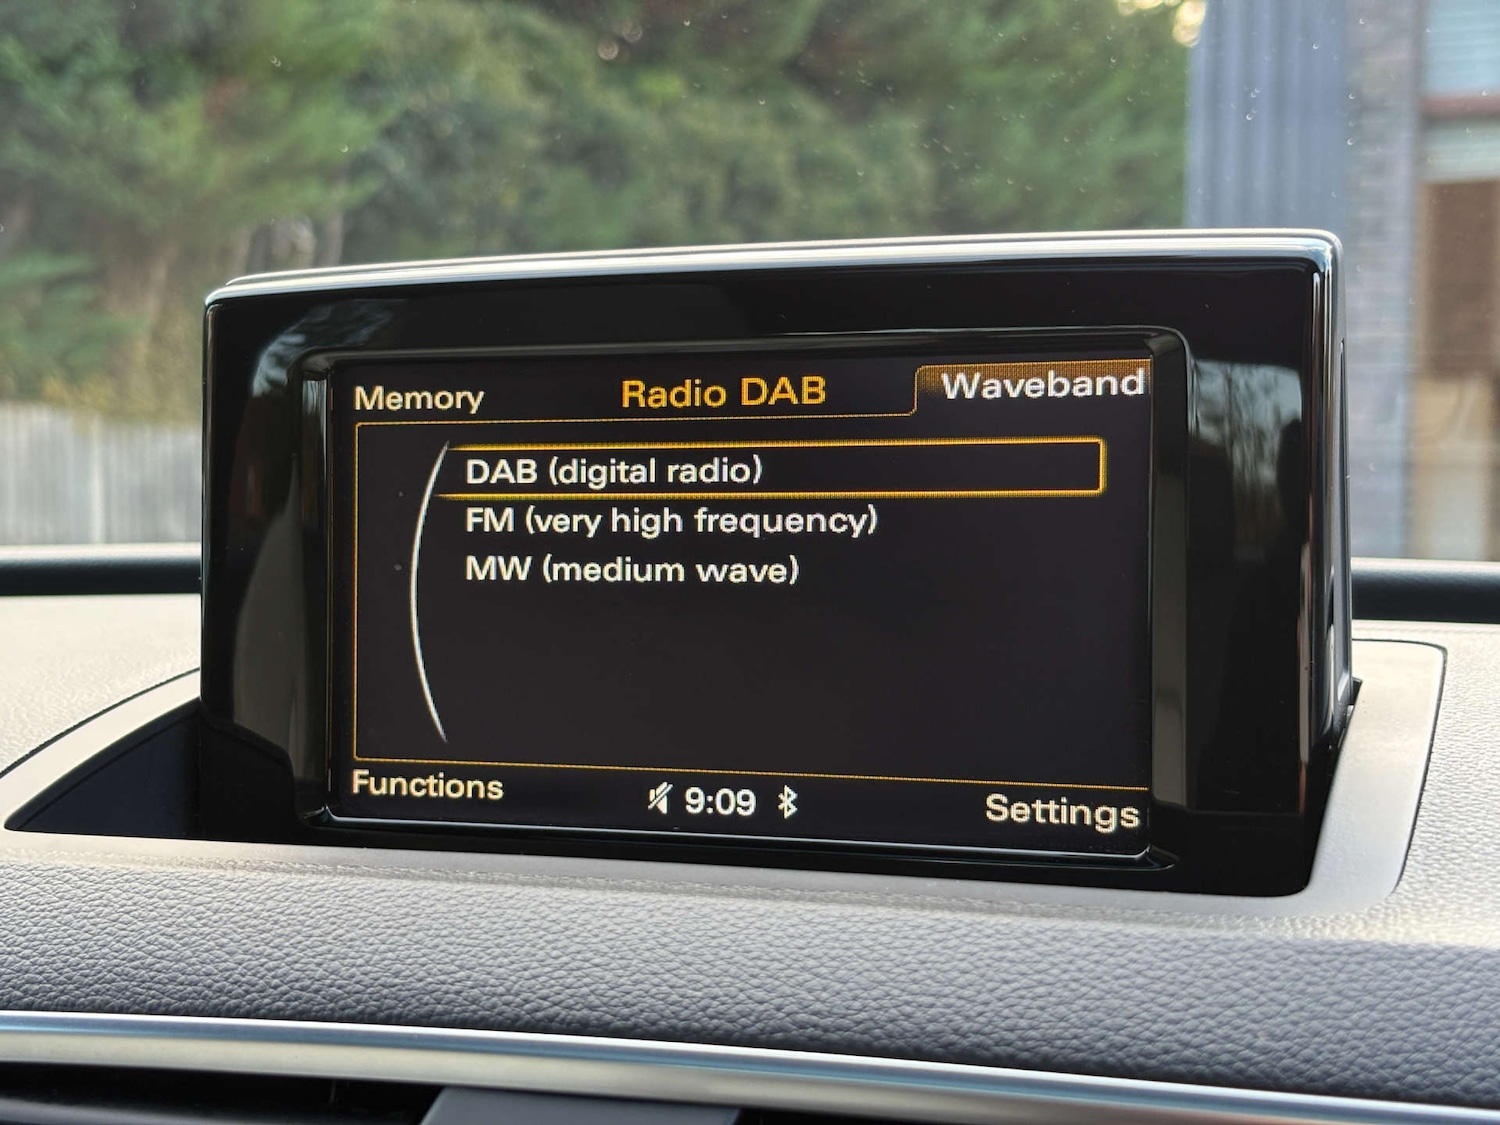 Memory
Radio DAB
Waveband
DAB (digital radio)
FM (very high frequency)
MW (medium wave)
Functions
9:09
Settings